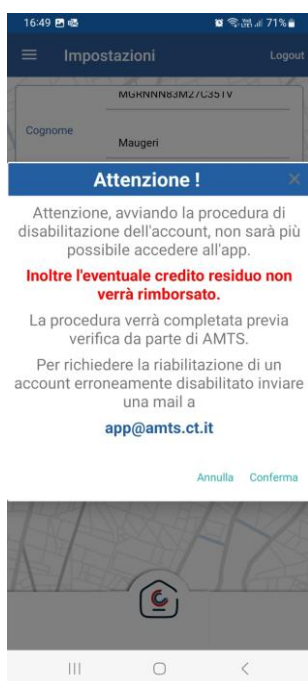 16:49 71%
Impostazioni Logout
MGRNNN83M27C351V
Cognome
Maugeri
Attenzione !
Attenzione, avviando la procedura di
disabilitazione dell'account, non sarà più
possibile accedere all'app.
Inoltre l'eventuale credito residuo non
verrà rimborsato.
La procedura verrà completata previa
verifica da parte di AMTS.
Per richiedere la riabilitazione di un
account erroneamente disabilitato inviare
una mail a
app@amts.ct.it
Annulla Conferma